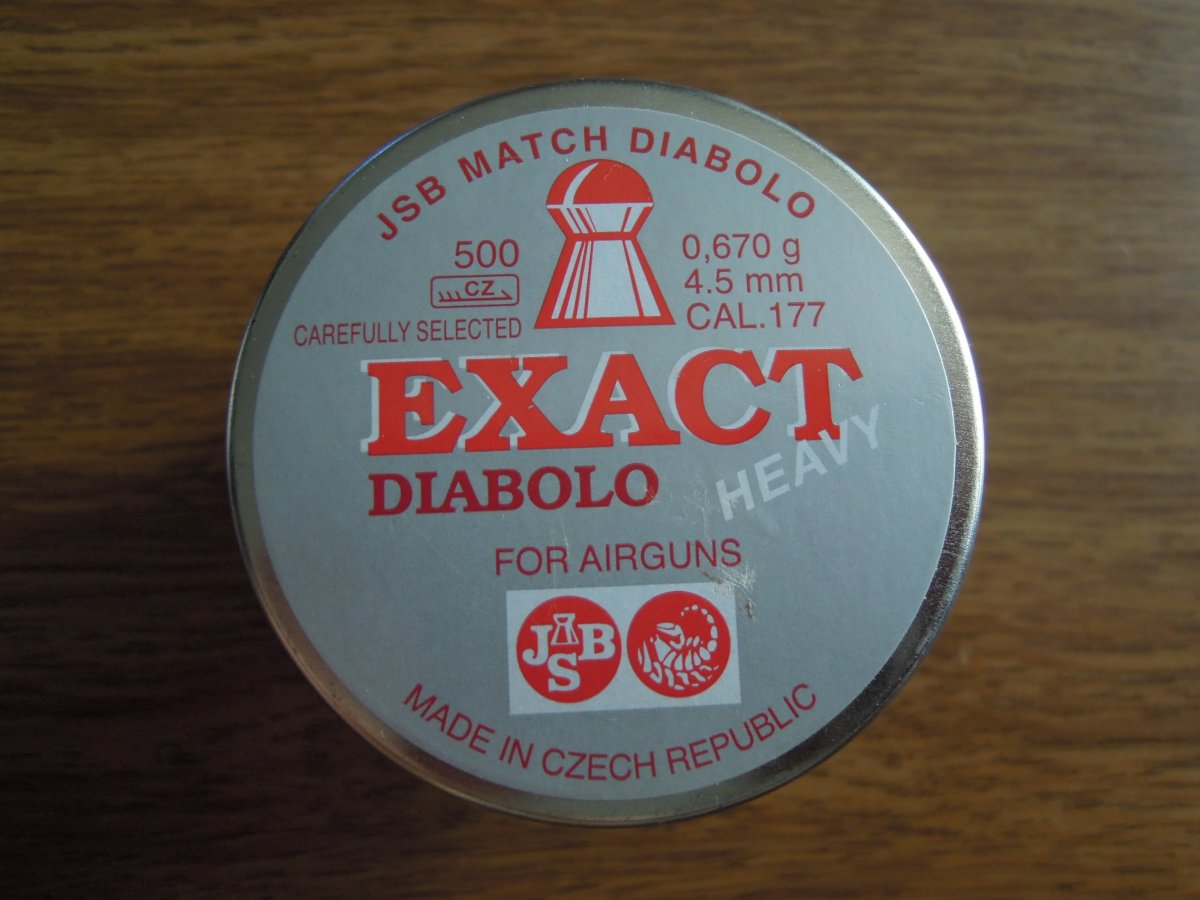 JSB MATCH DIABOLO
500
CZ
CAREFULLY SELECTED
0,670 g
4.5 mm
CAL.177
EXACT
HEAVY
DIABOLO
FOR AIRGUNS
JSB
MADE IN CZECH REPUBLIC